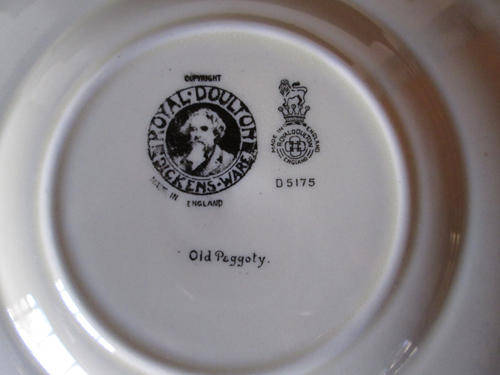 COPYRIGHT
ROYAL·DOULTON
DICKENS·WARE
MADE IN
ENGLAND
MADE IN ENGLAND
ROYAL DOULTON
ENGLAND
D5175
Old Peggoty.